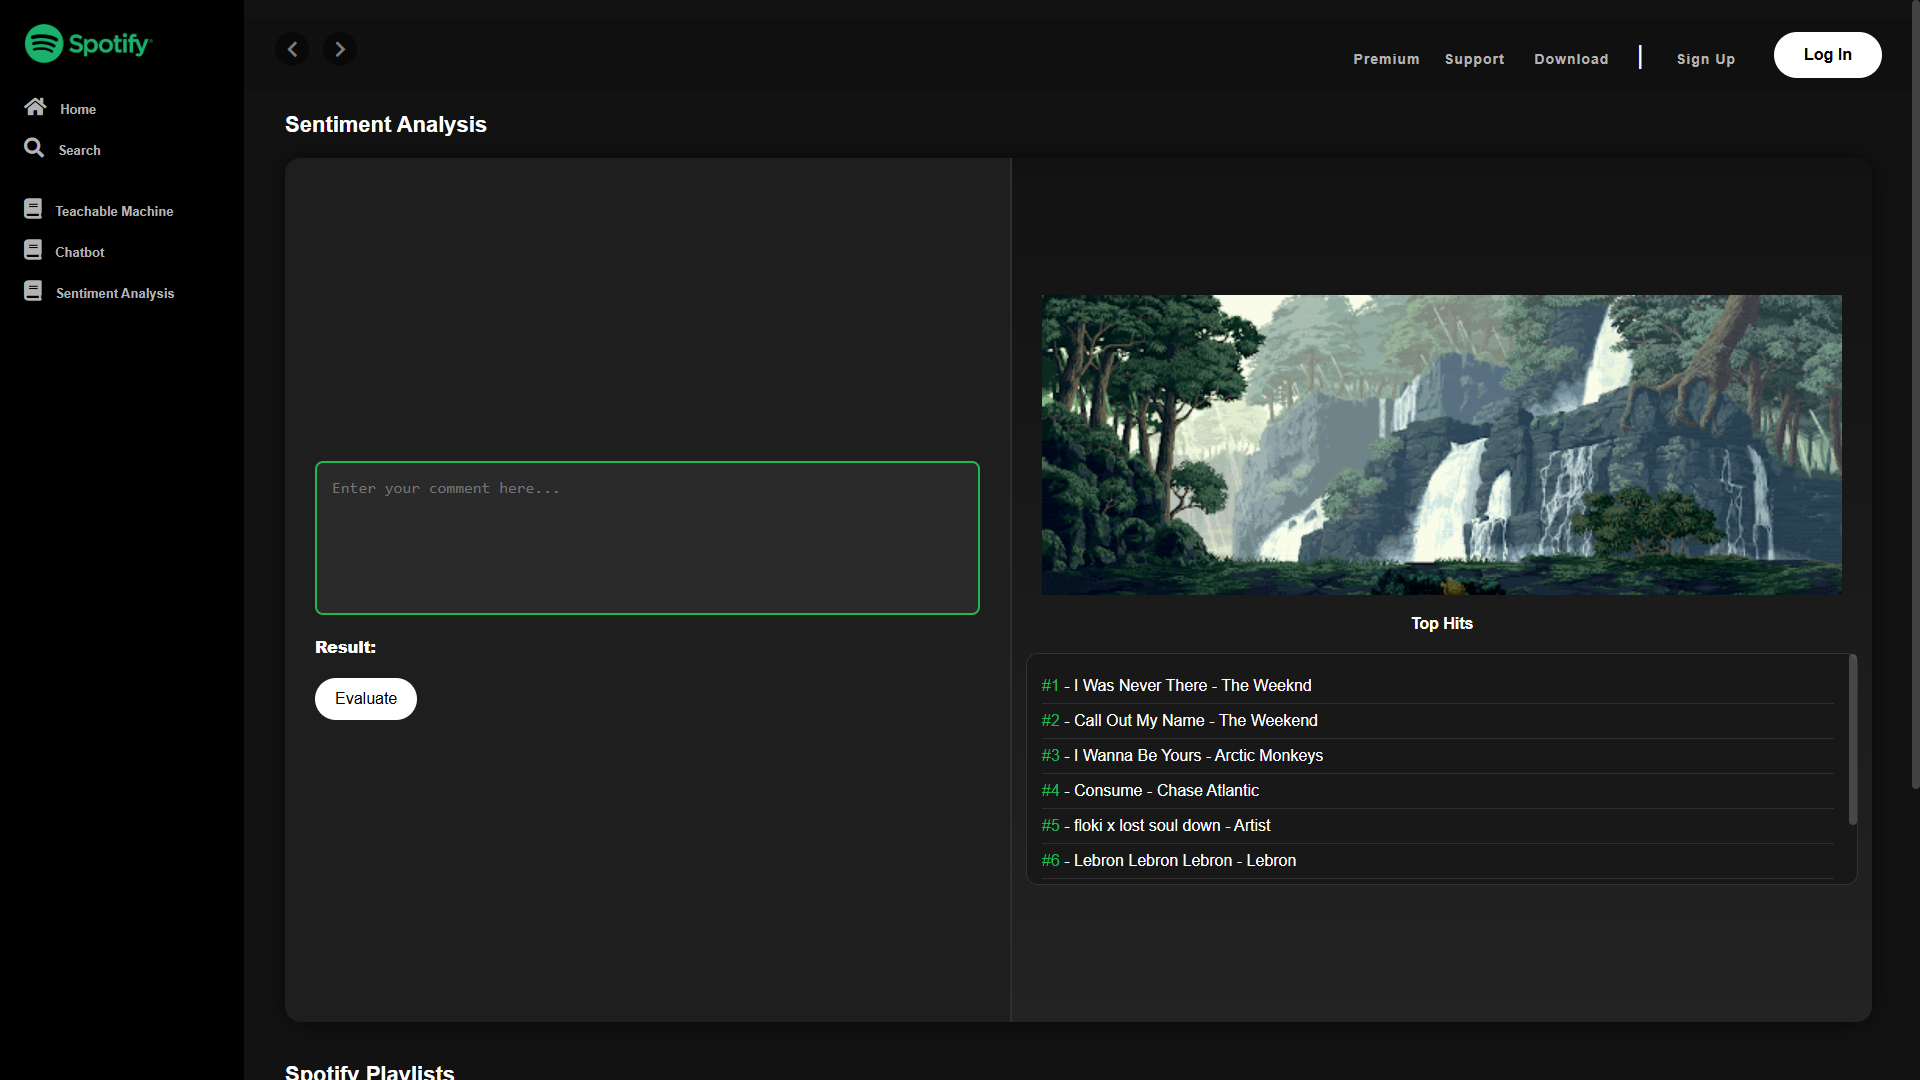 Spotify
Home
Search
Teachable Machine
Chatbot
Sentiment Analysis
Premium
Support
Download
Sign Up
Log In
Sentiment Analysis
Enter your comment here...
Result:
Evaluate
Top Hits
#1 - I Was Never There - The Weeknd
#2 - Call Out My Name - The Weekend
#3 - I Wanna Be Yours - Arctic Monkeys
#4 - Consume - Chase Atlantic
#5 - floki x lost soul down - Artist
#6 - Lebron Lebron Lebron - Lebron
Spotify Playlists